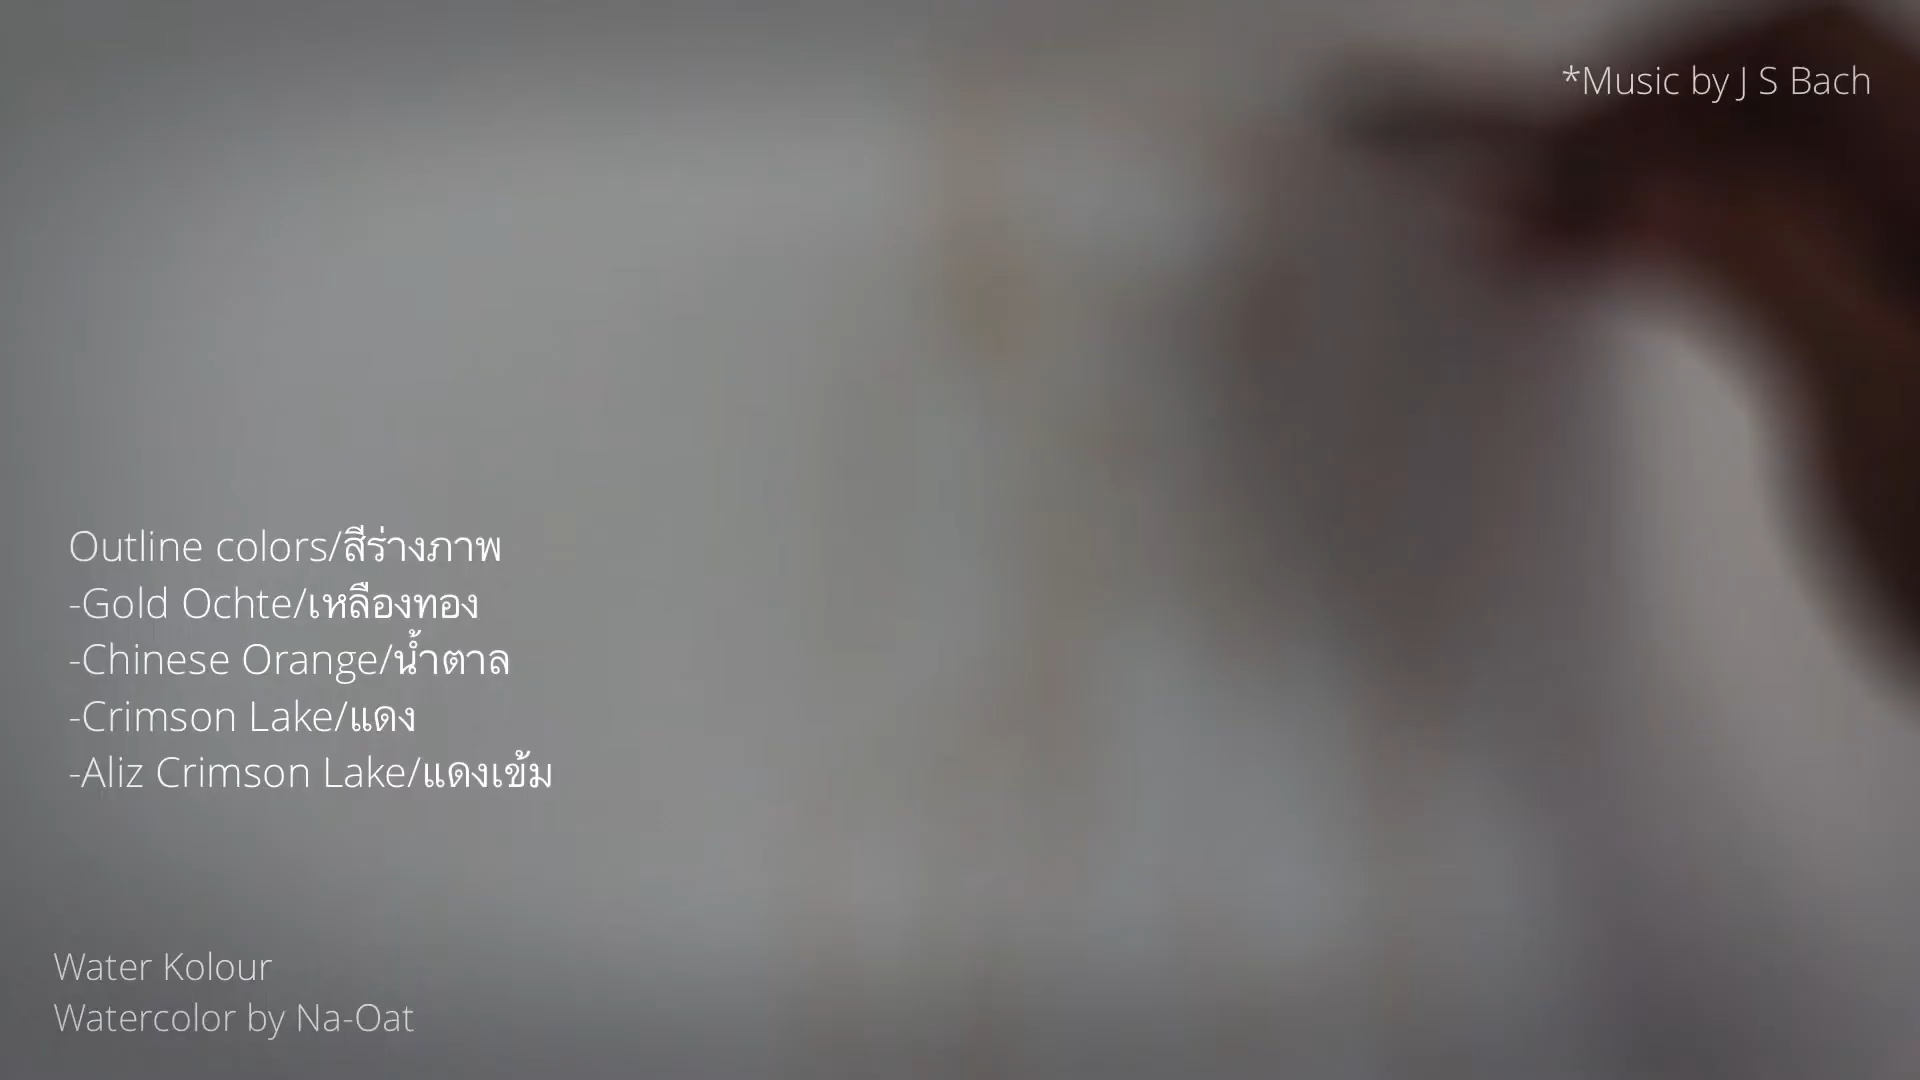 *Music by J S Bach
Outline colors/สีร่างภาพ
-Gold Ochte/เหลืองทอง
-Chinese Orange/น้ำตาล
-Crimson Lake/แดง
-Aliz Crimson Lake/แดงเข้ม
Water Kolour
Watercolor by Na-Oat